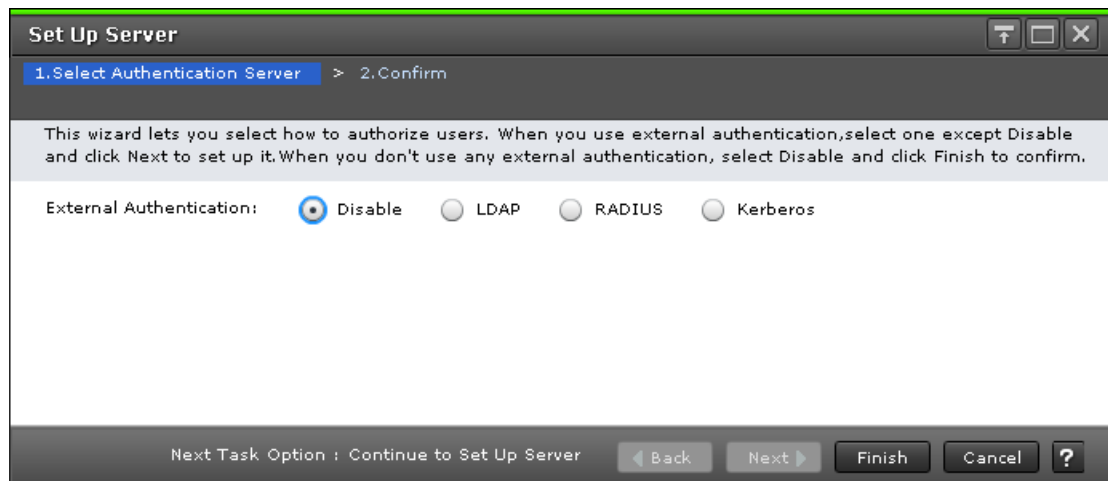 Set Up Server
1.Select Authentication Server > 2.Confirm
This wizard lets you select how to authorize users. When you use external authentication,select one except Disable
and click Next to set up it.When you don't use any external authentication, select Disable and click Finish to confirm.
External Authentication: Disable LDAP RADIUS Kerberos
Next Task Option : Continue to Set Up Server Back Next Finish Cancel ?